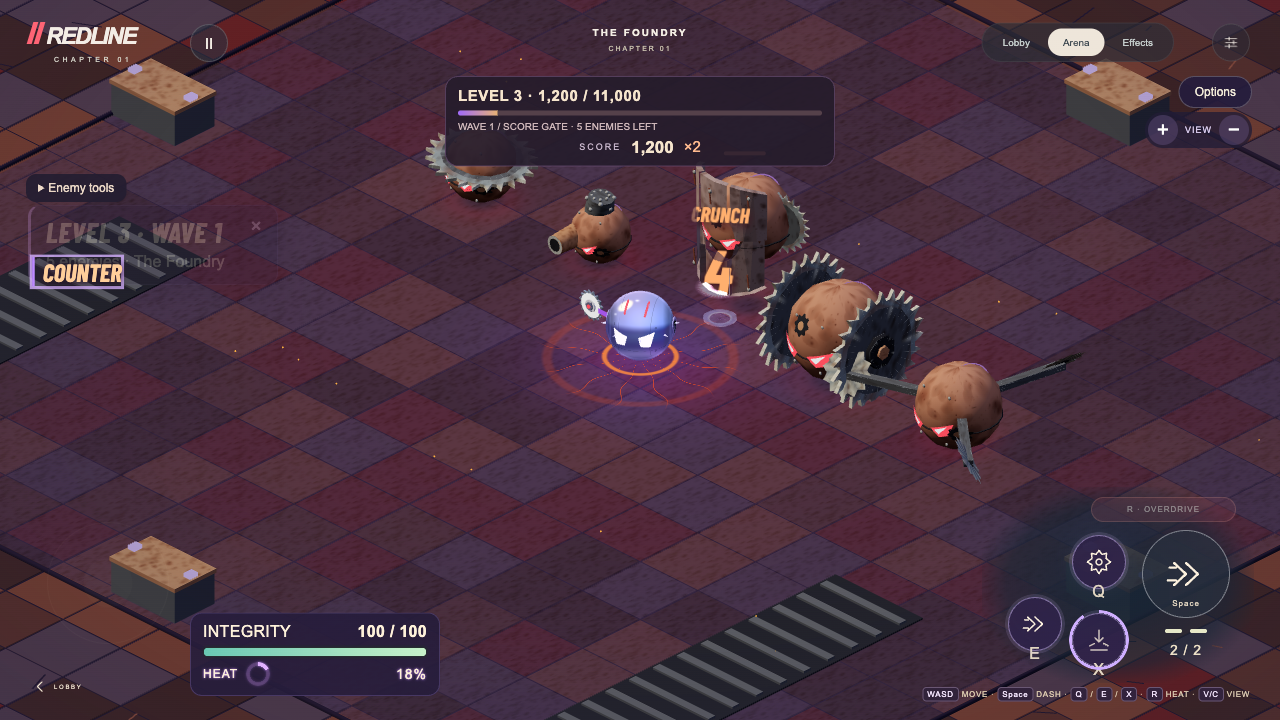 REDLINE
CHAPTER 01
THE FOUNDRY
CHAPTER 01
Lobby
Arena
Effects
Options
+ VIEW −
LEVEL 3 · 1,200 / 11,000
WAVE 1 / SCORE GATE · 5 ENEMIES LEFT
SCORE 1,200 ×2
Enemy tools
LEVEL 3 · WAVE 1
5 enemies · The Foundry
COUNTER
CRUNCH
4
R · OVERDRIVE
Q
Space
E
X
2 / 2
INTEGRITY 100 / 100
HEAT 18%
LOBBY
WASD MOVE · Space DASH · Q / E / X · R HEAT · V/C VIEW